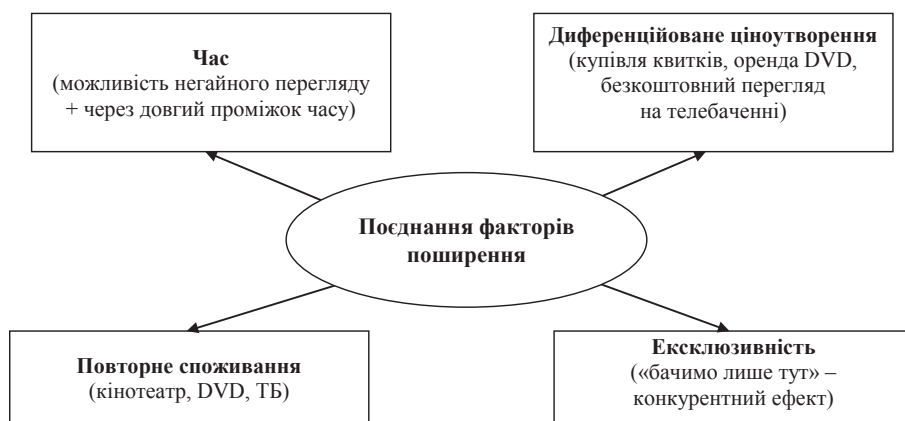 Час
(можливість негайного перегляду
+ через довгий проміжок часу)
Диференційоване ціноутворення
(купівля квитків, оренда DVD,
безкоштовний перегляд
на телебаченні)
Поєднання факторів
поширення
Повторне споживання
(кінотеатр, DVD, ТБ)
Ексклюзивність
(«бачимо лише тут» –
конкурентний ефект)